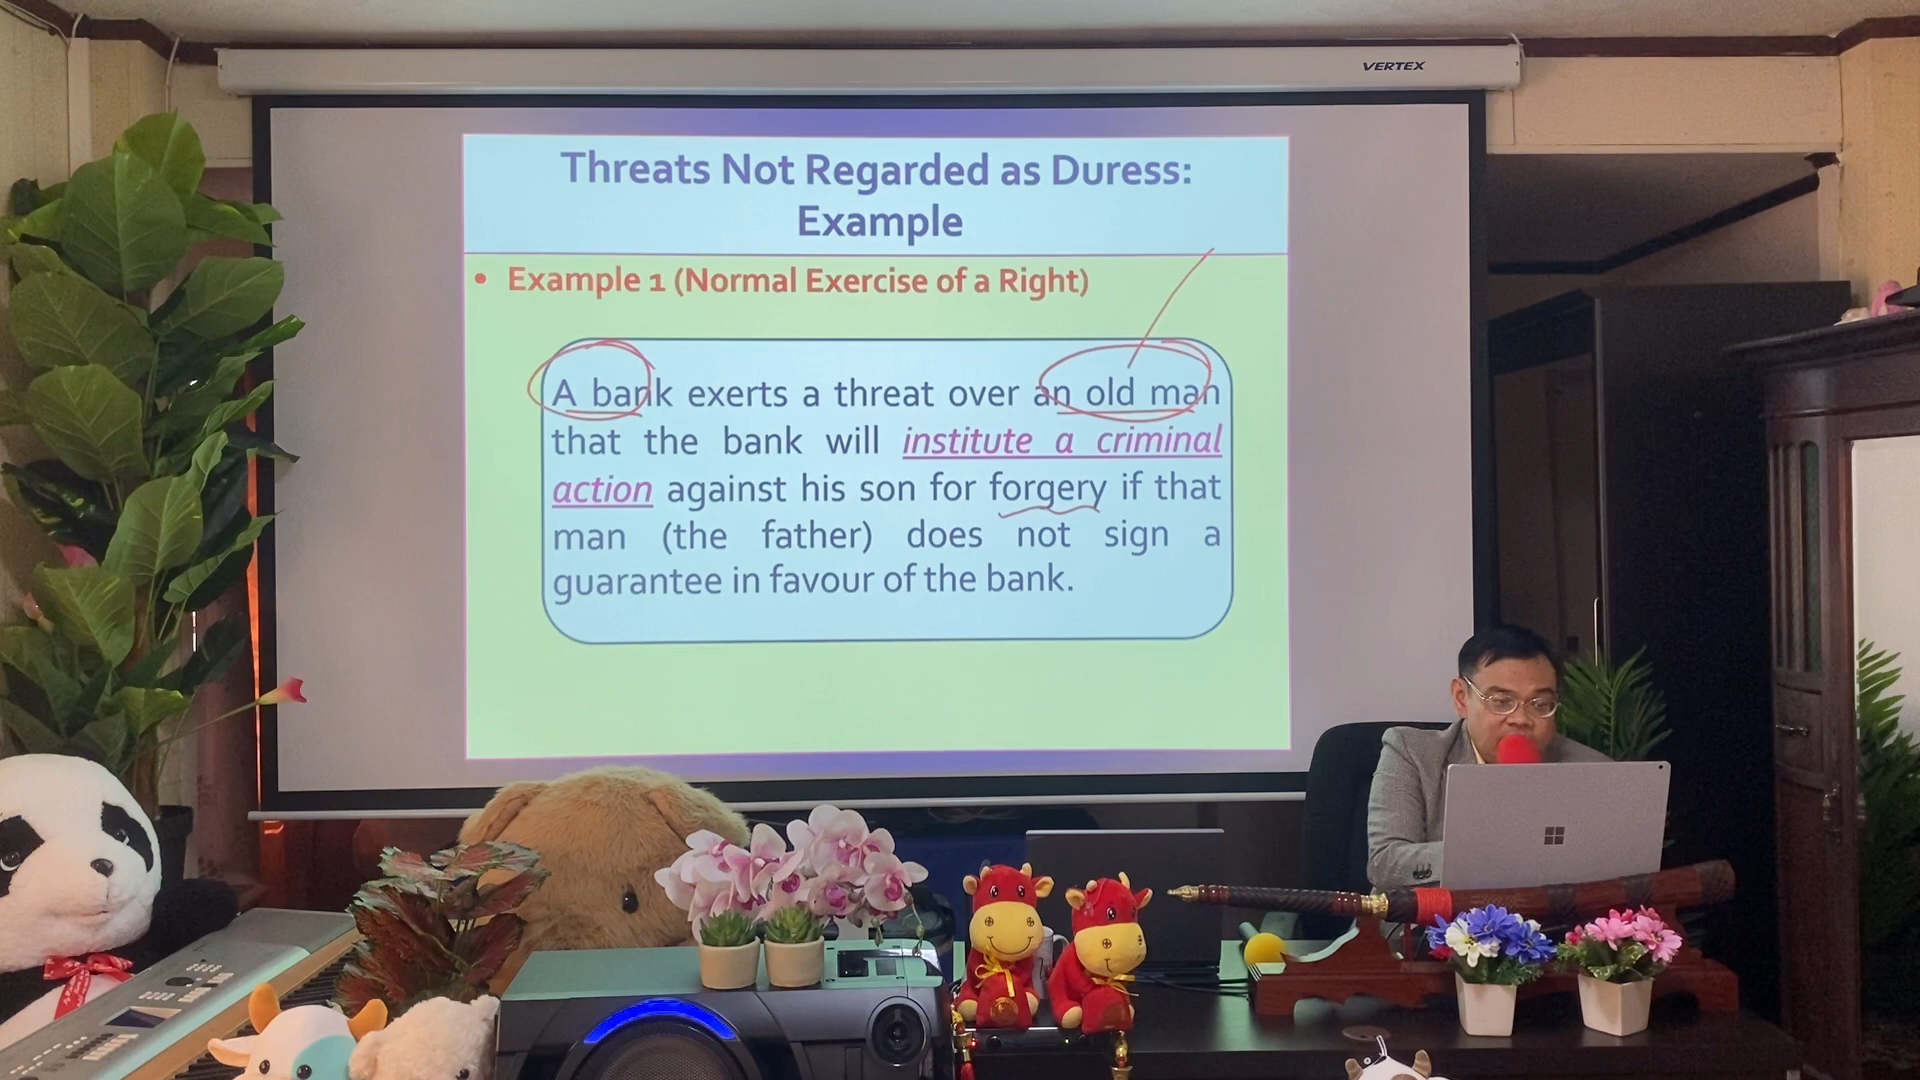 VERTEX
Threats Not Regarded as Duress:
Example
• Example 1 (Normal Exercise of a Right)
A bank exerts a threat over an old man
that the bank will institute a criminal
action against his son for forgery if that
man (the father) does not sign a
guarantee in favour of the bank.